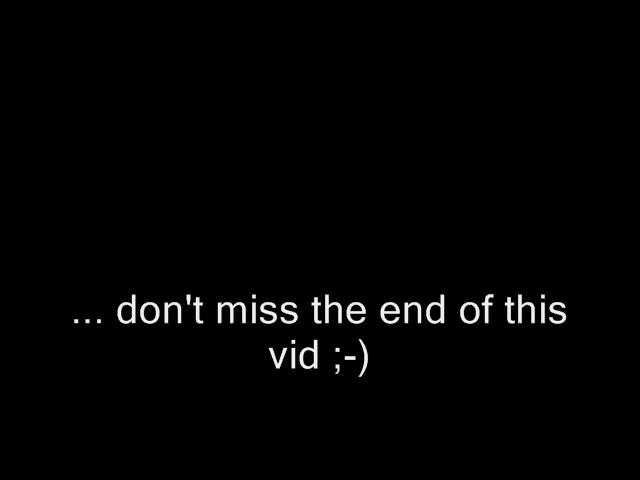 ... don't miss the end of this
vid ;-)